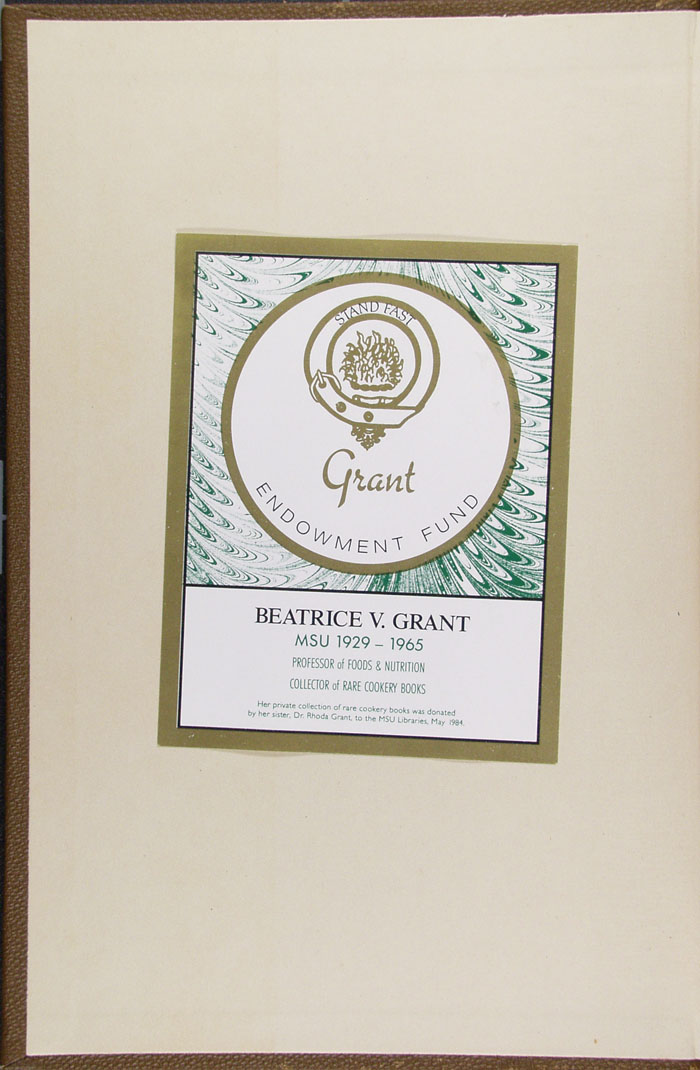 STAND FAST
Grant
ENDOWMENT FUND
BEATRICE V. GRANT
MSU 1929 – 1965
PROFESSOR of FOODS & NUTRITION
COLLECTOR of RARE COOKERY BOOKS
Her private collection of rare cookery books was donated
by her sister, Dr. Rhoda Grant, to the MSU Libraries, May 1984.